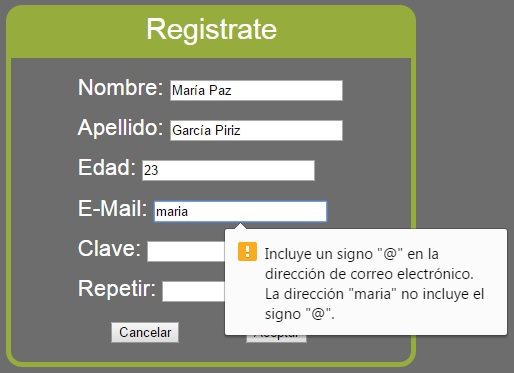 Registrate
Nombre: María Paz
Apellido: García Piriz
Edad: 23
E-Mail: maria
Clave:
Incluye un signo "@" en la
dirección de correo electrónico.
La dirección "maria" no incluye el
signo "@".
Repetir:
Cancelar